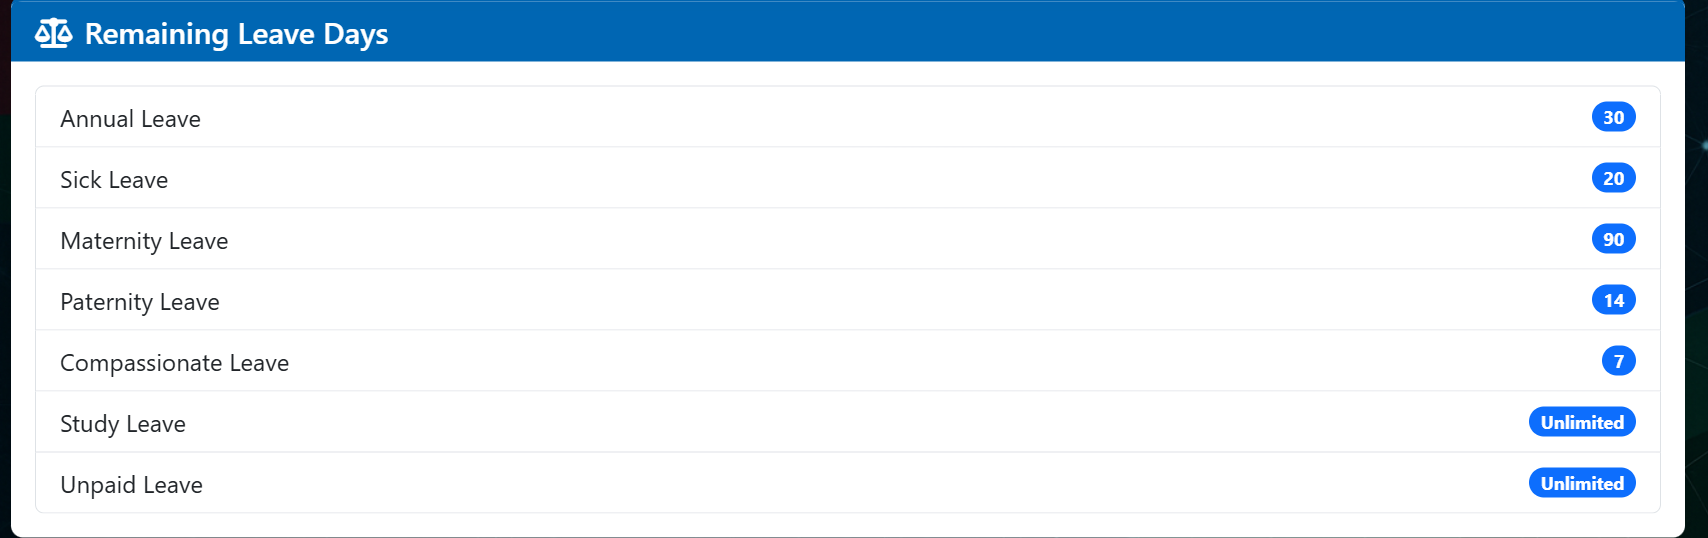 Remaining Leave Days
Annual Leave 30
Sick Leave 20
Maternity Leave 90
Paternity Leave 14
Compassionate Leave 7
Study Leave Unlimited
Unpaid Leave Unlimited